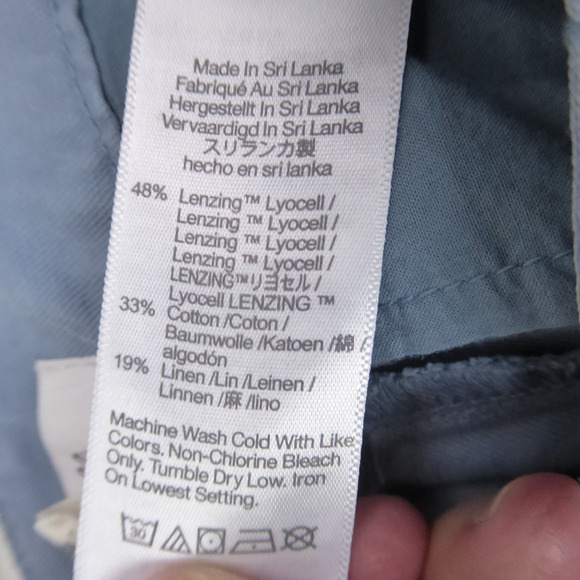 Made In Sri Lanka
Fabriqué Au Sri Lanka
Hergestellt In Sri Lanka
Vervaardigd In Sri Lanka
スリランカ製
hecho en sri lanka
48% Lenzing™ Lyocell /
Lenzing ™ Lyocell /
Lenzing ™ Lyocell /
Lenzing ™ Lyocell /
LENZING™リヨセル /
Lyocell LENZING ™
33% Cotton /Coton /
Baumwolle /Katoen /綿 /
algodón
19% Linen /Lin /Leinen /
Linnen /麻 /lino
Machine Wash Cold With Like
Colors. Non-Chlorine Bleach
Only. Tumble Dry Low. Iron
On Lowest Setting.
30